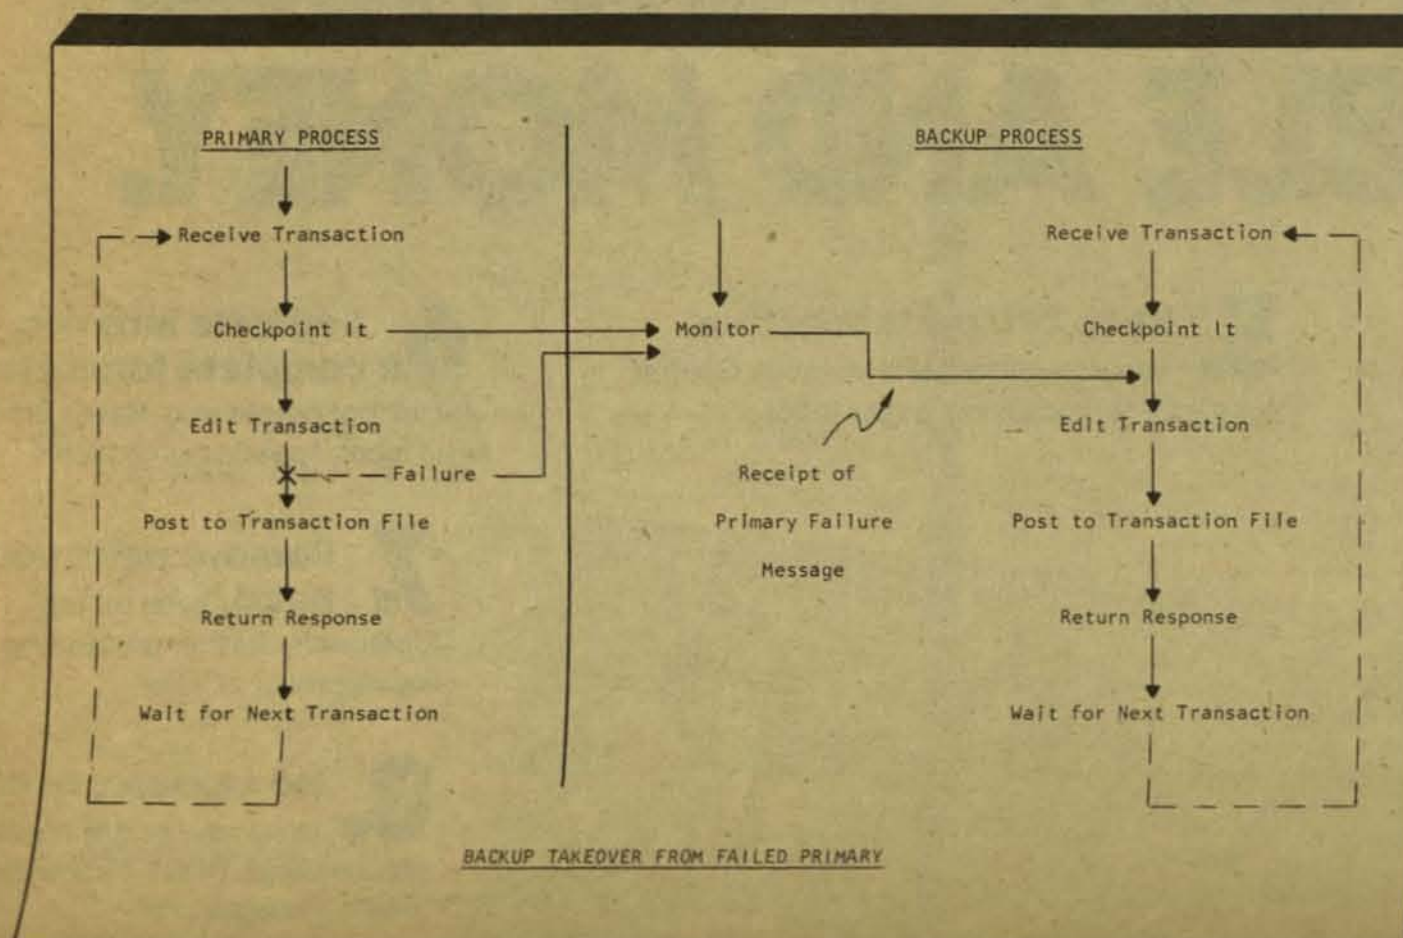 PRIMARY PROCESS
Receive Transaction
Checkpoint It
Edit Transaction
Failure
Post to Transaction File
Return Response
Wait for Next Transaction
BACKUP PROCESS
Monitor
Receipt of
Primary Failure
Message
Receive Transaction
Checkpoint It
Edit Transaction
Post to Transaction File
Return Response
Wait for Next Transaction
BACKUP TAKEOVER FROM FAILED PRIMARY